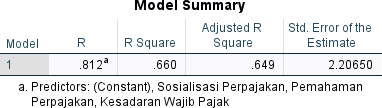 Model Summary
Model R R Square Adjusted R Square Std. Error of the Estimate
1 .812a .660 .649 2.20650
a. Predictors: (Constant), Sosialisasi Perpajakan, Pemahaman
Perpajakan, Kesadaran Wajib Pajak